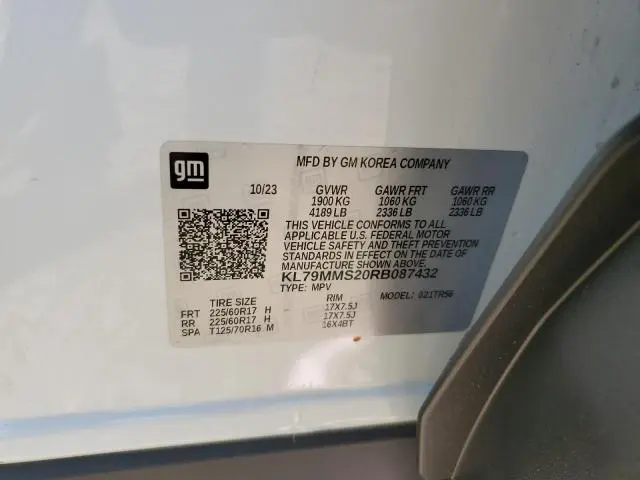 gm
MFD BY GM KOREA COMPANY
10/23 GVWR GAWR FRT GAWR RR
1900 KG 1060 KG 1060 KG
4189 LB 2336 LB 2336 LB
THIS VEHICLE CONFORMS TO ALL
APPLICABLE U.S. FEDERAL MOTOR
VEHICLE SAFETY AND THEFT PREVENTION
STANDARDS IN EFFECT ON THE DATE OF
MANUFACTURE SHOWN ABOVE.
KL79MMS20RB087432
TYPE: MPV MODEL: 021TR56
TIRE SIZE RIM
FRT 225/60R17 H 17X7.5J
RR 225/60R17 H 17X7.5J
SPA T125/70R16 M 16X4BT